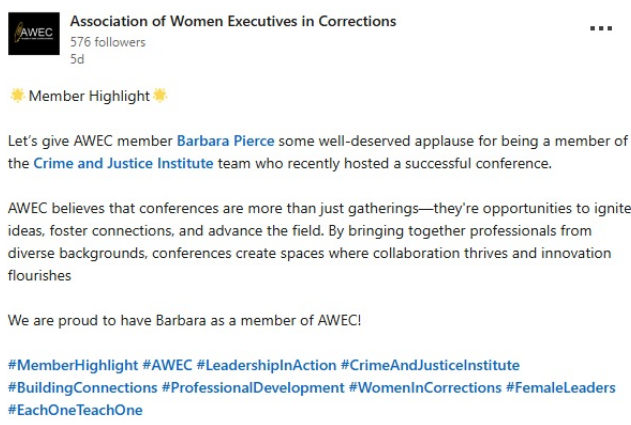 AWEC
Association of Women Executives in Corrections
576 followers
5d
🌟 Member Highlight 🌟
Let's give AWEC member Barbara Pierce some well-deserved applause for being a member of
the Crime and Justice Institute team who recently hosted a successful conference.
AWEC believes that conferences are more than just gatherings—they're opportunities to ignite
ideas, foster connections, and advance the field. By bringing together professionals from
diverse backgrounds, conferences create spaces where collaboration thrives and innovation
flourishes
We are proud to have Barbara as a member of AWEC!
#MemberHighlight #AWEC #LeadershipInAction #CrimeAndJusticeInstitute
#BuildingConnections #ProfessionalDevelopment #WomenInCorrections #FemaleLeaders
#EachOneTeachOne